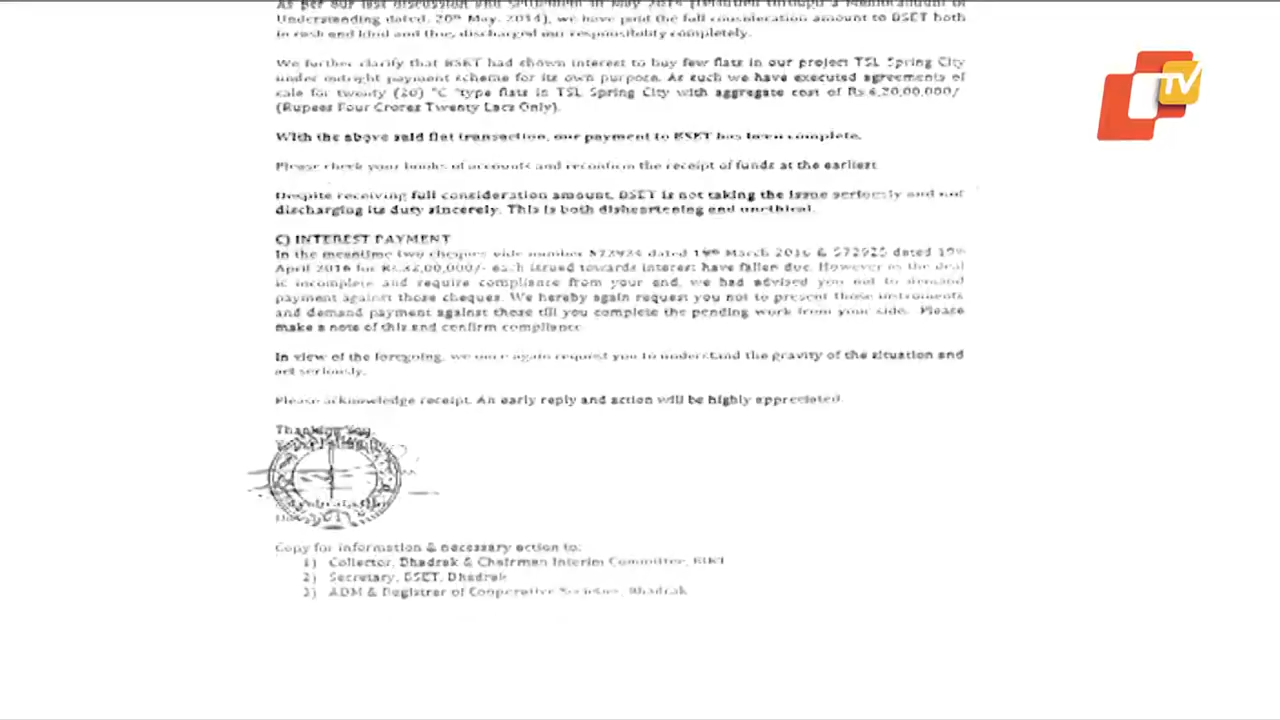 As per our last discussion and settlement in May 2014 (
Understanding dated. 20th May, 2014), we have paid the full consideration amount to BSET both
in cash and kind and thus discharged our responsibility completely.
We further clarify that BSET had shown interest to buy few flats in our project TSL Spring City
under outright payment scheme for its own purpose. As such we have executed agreements of
sale for twenty (20) "C "type flats in TSL Spring City with aggregate cost of Rs 4,20,00,000/-
(Rupees Four Crores Twenty Lacs Only).
With the above said flat transaction, our payment to BSET has been complete.
Please check your books of accounts and reconfirm the receipt of funds at the earliest
Despite receiving full consideration amount, BSET is not taking the issue seriously and not
discharging its duty sincerely. This is both disheartening and unethical.
C) INTEREST PAYMENT
In the meantime two cheques vide number dated 19th March 2016 & dated 19th
April 2016 for each issued towards interest have fallen due. However as the deal
is incomplete and require compliance from your end, we had advised you not to demand
payment against those cheques. We hereby again request you not to present those instruments
and demand payment against these till you complete the pending work from your side. Please
make a note of this and confirm compliance
In view of the foregoing, we once again request you to understand the gravity of the situation and
act seriously.
Please acknowledge receipt. An early reply and action will be highly appreciated.
Thanking You.
Copy for information & necessary action to:
1) Collector, Bhadrak & Chairman Interim Committee,
2) Secretary, BSET, Bhadrak
3) ADM & Registrar of Cooperative Societies, Bhadrak
TV